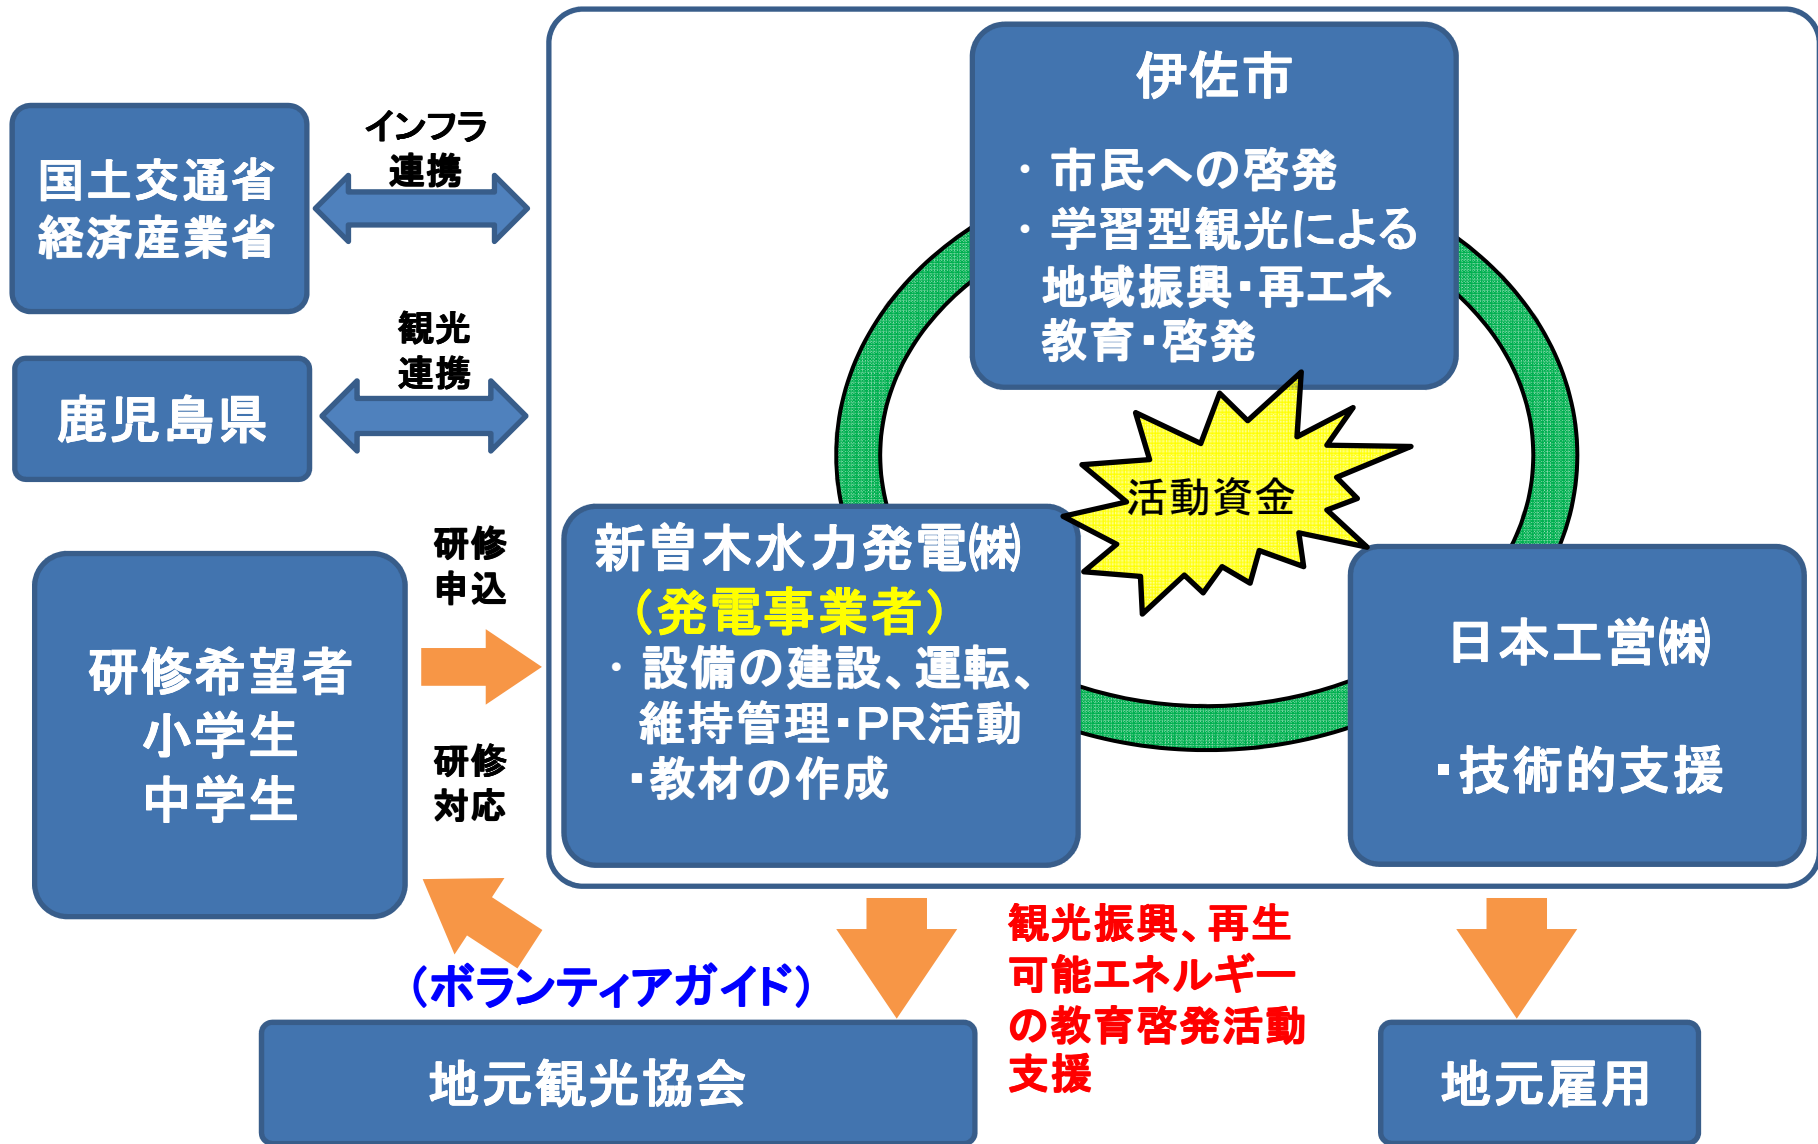 国土交通省
経済産業省
インフラ
連携
鹿児島県
観光
連携
研修希望者
小学生
中学生
研修
申込
研修
対応
伊佐市
・市民への啓発
・学習型観光による
地域振興・再エネ
教育・啓発
活動資金
新曽木水力発電㈱
(発電事業者)
・設備の建設、運転、
維持管理・PR活動
・教材の作成
日本工営㈱
・技術的支援
(ボランティアガイド)
観光振興、再生
可能エネルギー
の教育啓発活動
支援
地元観光協会
地元雇用